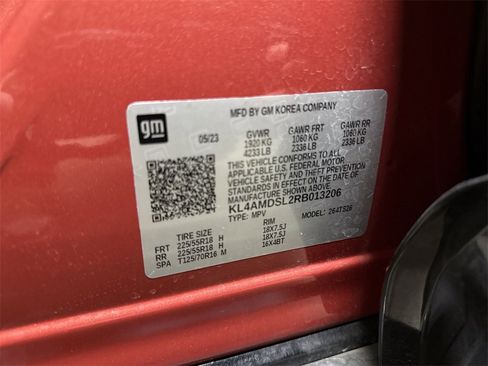 gm
MFD BY GM KOREA COMPANY
05/23 GVWR GAWR FRT GAWR RR
1920 KG 1060 KG 1060 KG
4233 LB 2336 LB 2336 LB
THIS VEHICLE CONFORMS TO ALL
APPLICABLE U.S. FEDERAL MOTOR
VEHICLE SAFETY AND THEFT PREVENTION
STANDARDS IN EFFECT ON THE DATE OF
MANUFACTURE SHOWN ABOVE.
KL4AMDSL2RB013206
TYPE: MPV MODEL: 264TS26
TIRE SIZE RIM
FRT 225/55R18 H 18X7.5J
RR 225/55R18 H 18X7.5J
SPA T125/70R16 M 16X4BT